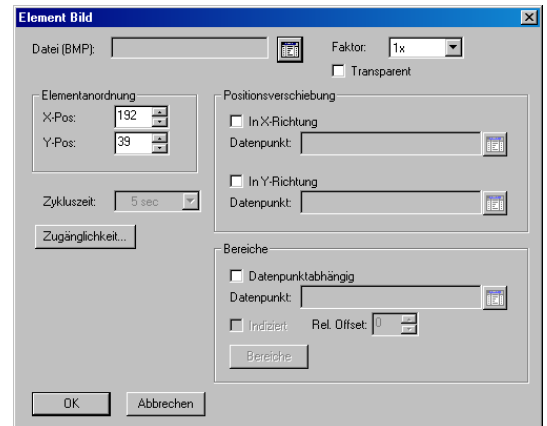 Element Bild
Datei (BMP):
Faktor: 1x
Transparent
Elementanordnung
X-Pos: 192
Y-Pos: 39
Positionsverschiebung
In X-Richtung
Datenpunkt:
In Y-Richtung
Datenpunkt:
Zykluszeit: 5 sec
Zugänglichkeit...
Bereiche
Datenpunktabhängig
Datenpunkt:
Indiziert Rel. Offset: 0
Bereiche
OK Abbrechen